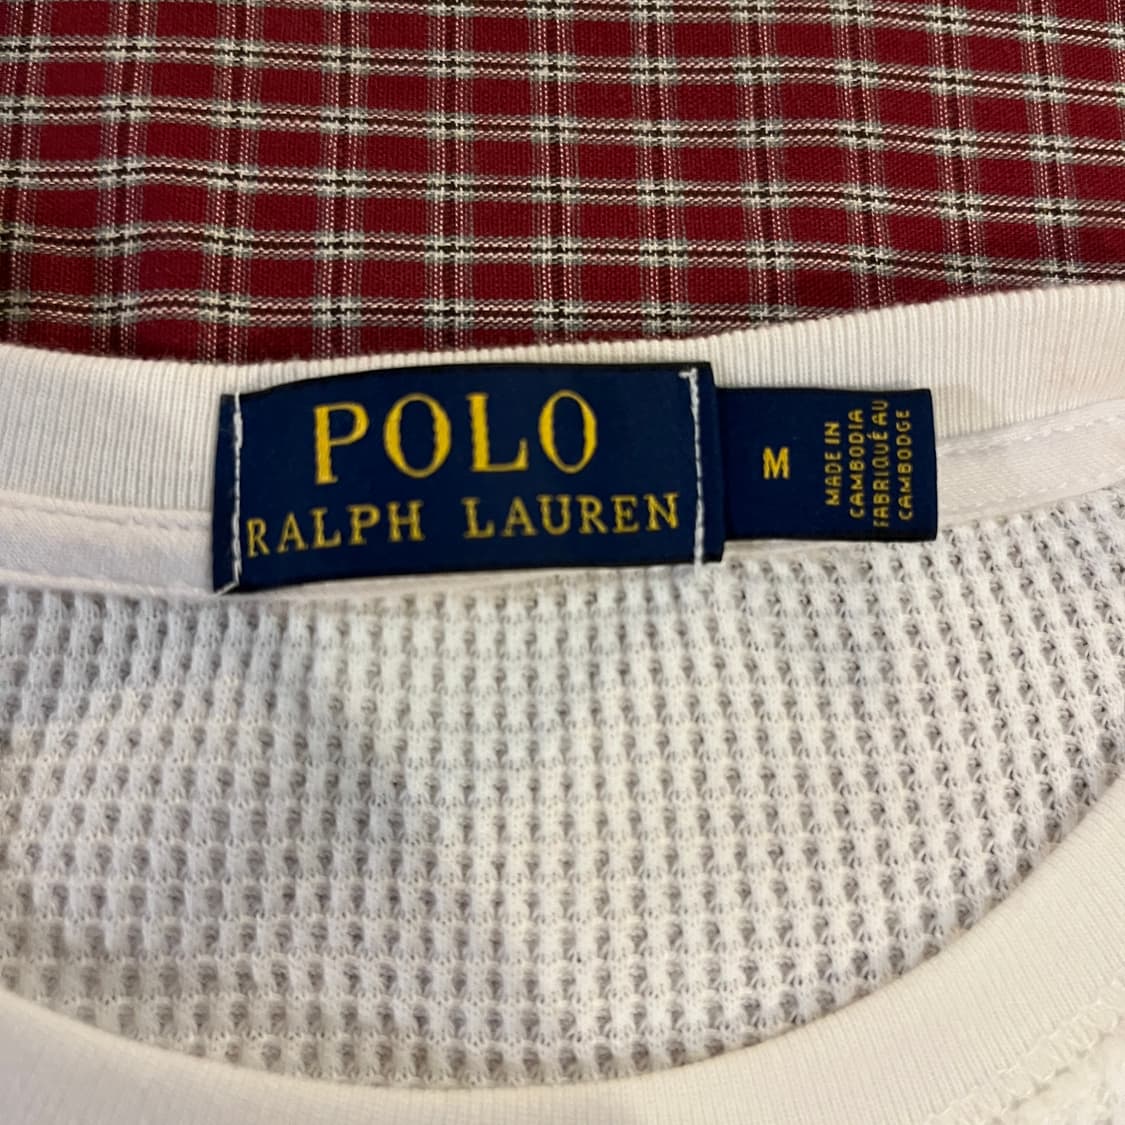 POLO
RALPH LAUREN
M
MADE IN
CAMBODIA
FABRIQUÉ AU
CAMBODGE